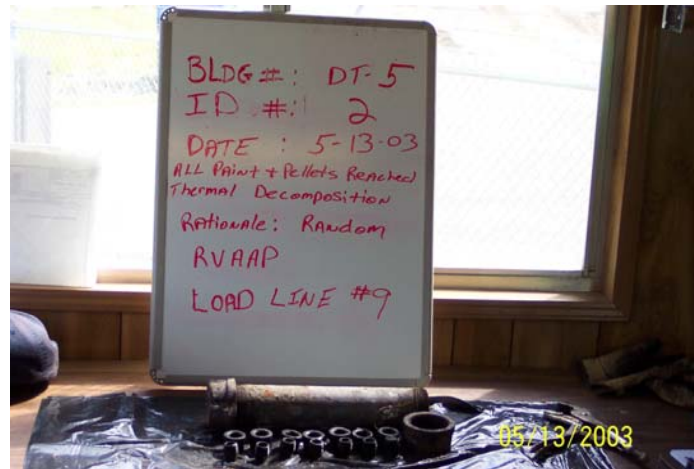 BLDG #: DT-5
ID #: 2
DATE : 5-13-03
ALL PAINT + Pellets Reached
Thermal Decomposition
Rationale: Random
RVAAP
LOAD LINE #9
05/13/2003